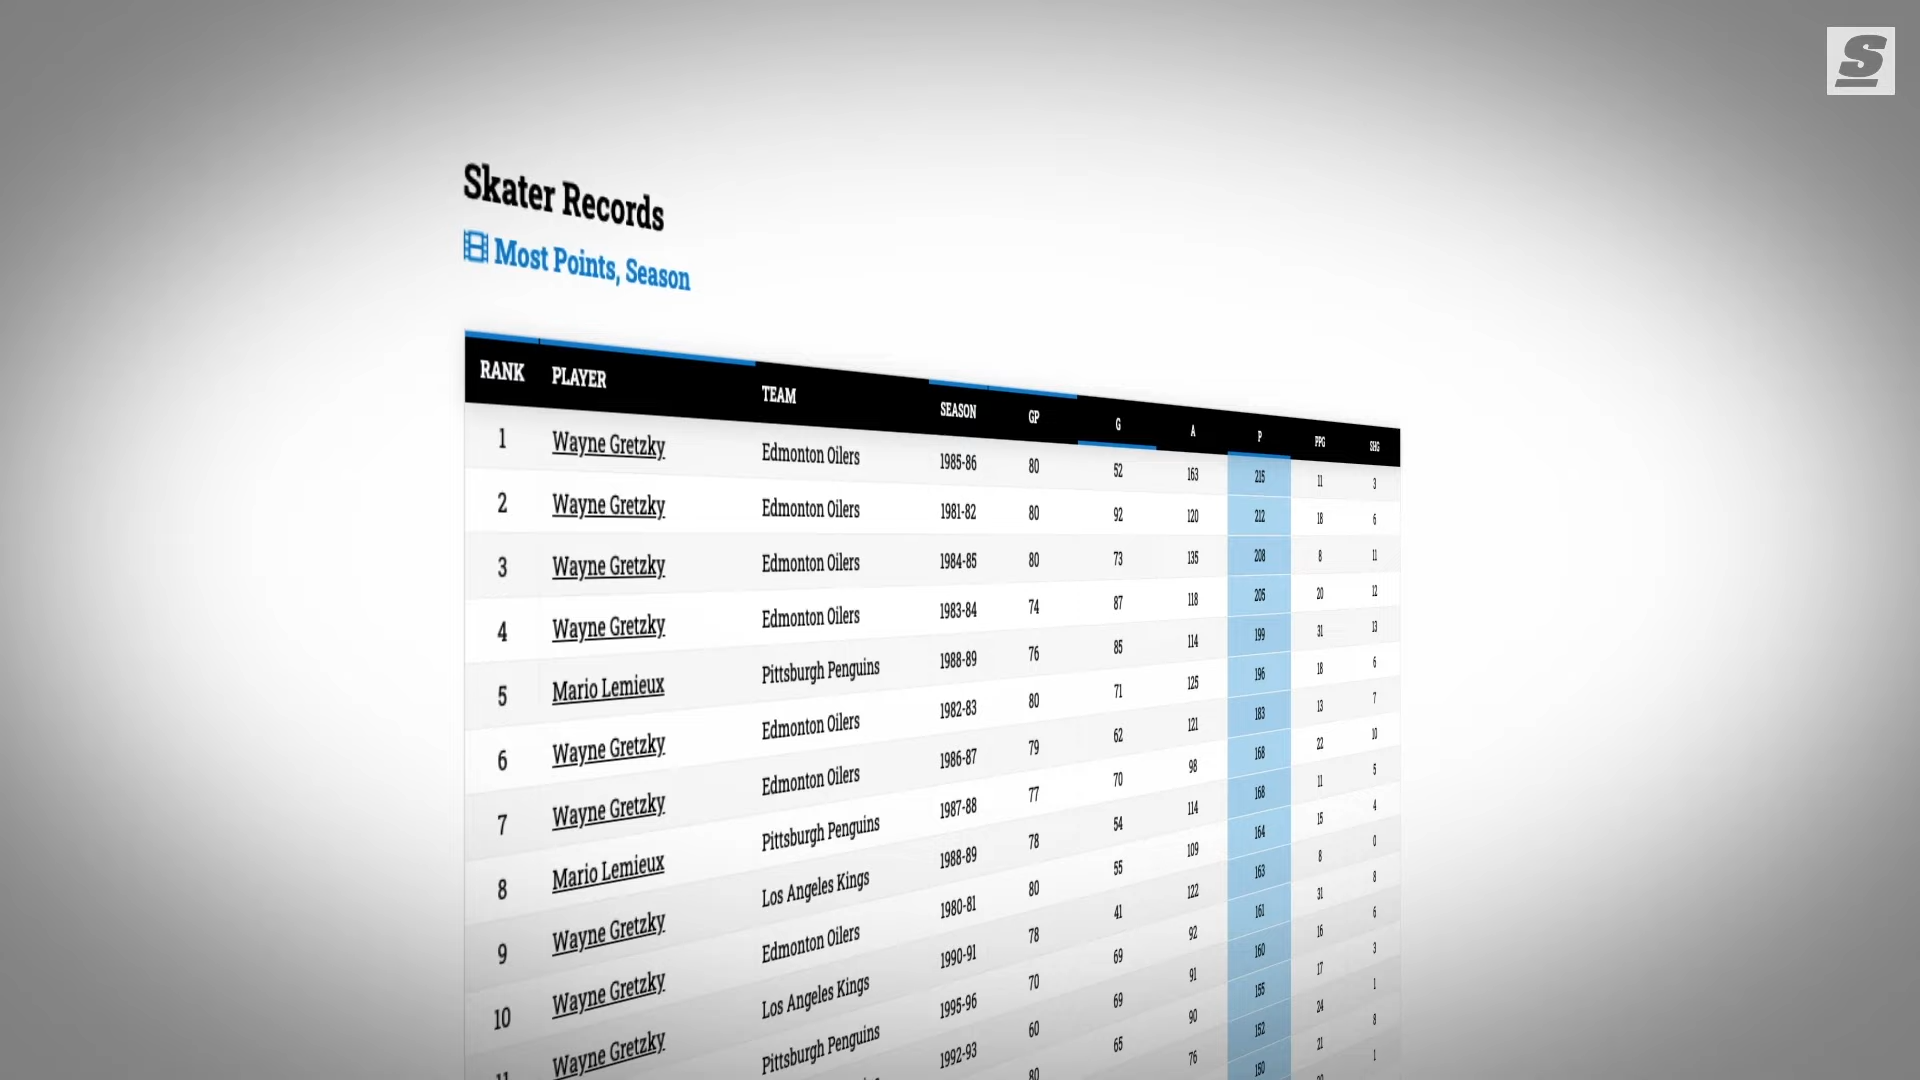 S
Skater Records
Most Points, Season
RANK PLAYER TEAM SEASON GP G A P PPG SHG
1 Wayne Gretzky Edmonton Oilers 1985-86 80 52 163 215 11 3
2 Wayne Gretzky Edmonton Oilers 1981-82 80 92 120 212 18 6
3 Wayne Gretzky Edmonton Oilers 1984-85 80 73 135 208 8 11
4 Wayne Gretzky Edmonton Oilers 1983-84 74 87 118 205 20 12
5 Mario Lemieux Pittsburgh Penguins 1988-89 76 85 114 199 31 13
6 Wayne Gretzky Edmonton Oilers 1982-83 80 71 125 196 18 6
7 Wayne Gretzky Edmonton Oilers 1986-87 79 62 121 183 13 7
8 Mario Lemieux Pittsburgh Penguins 1987-88 77 70 98 168 22 10
9 Wayne Gretzky Los Angeles Kings 1988-89 78 54 114 168 11 5
10 Wayne Gretzky Edmonton Oilers 1980-81 80 55 109 164 15 4
11 Wayne Gretzky Los Angeles Kings 1990-91 78 41 122 163 8 0
Pittsburgh Penguins 1995-96 70 69 92 161 31 8
1992-93 60 69 91 160 16 6
80 65 90 155 17 3
76 152 24 1
150 21 8
1